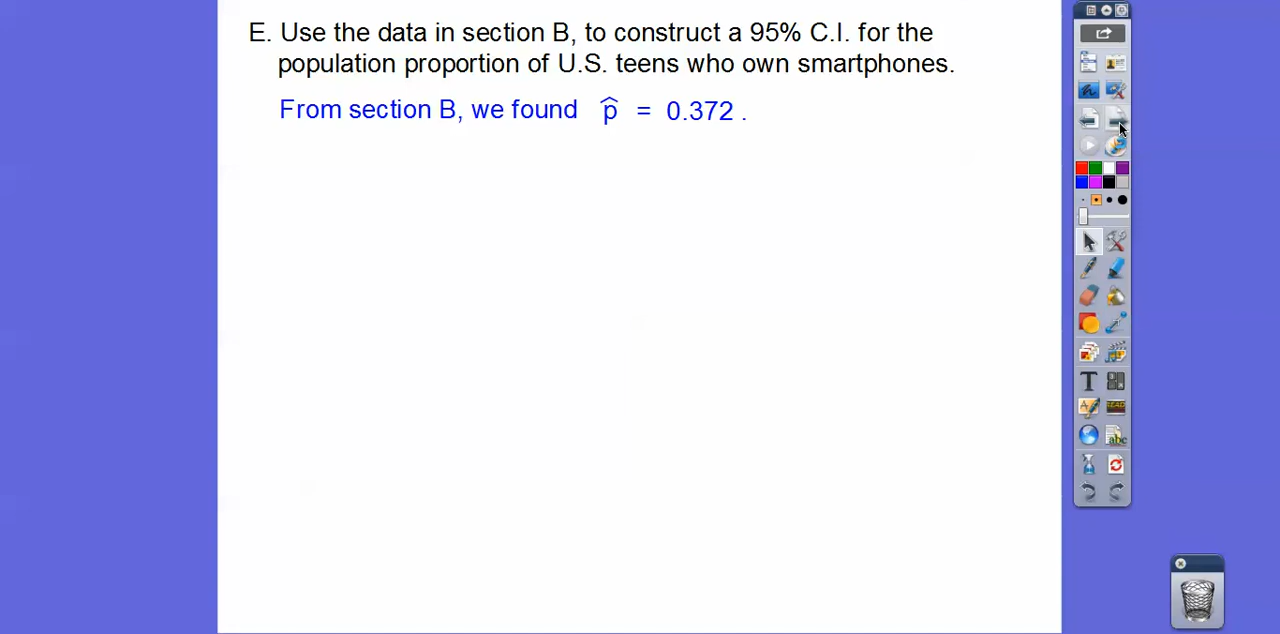 E. Use the data in section B, to construct a 95% C.I. for the
population proportion of U.S. teens who own smartphones.
From section B, we found p̂ = 0.372 .